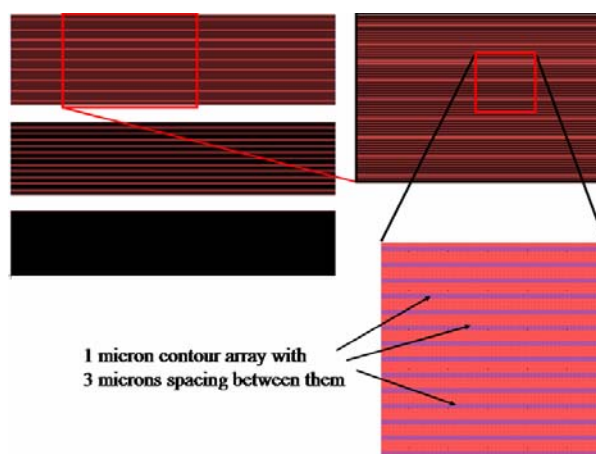 1 micron contour array with
3 microns spacing between them